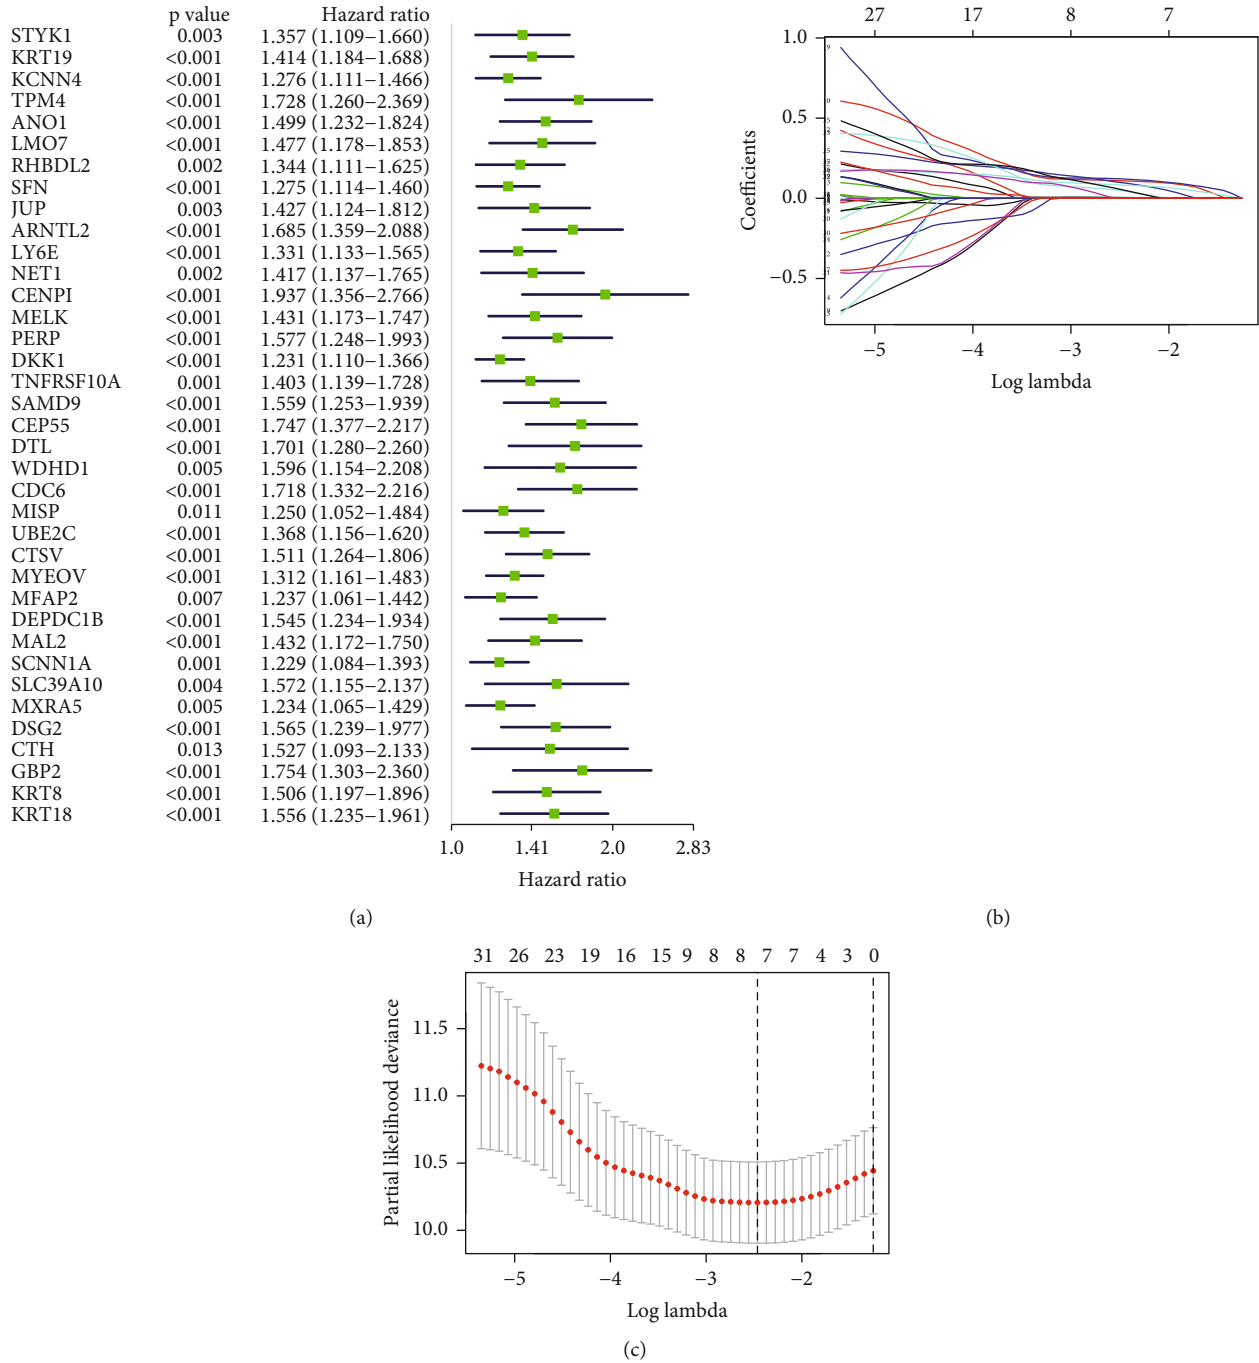 p value Hazard ratio
STYK1 0.003 1.357 (1.109−1.660)
KRT19 <0.001 1.414 (1.184−1.688)
KCNN4 <0.001 1.276 (1.111−1.466)
TPM4 <0.001 1.728 (1.260−2.369)
ANO1 <0.001 1.499 (1.232−1.824)
LMO7 <0.001 1.477 (1.178−1.853)
RHBDL2 0.002 1.344 (1.111−1.625)
SFN <0.001 1.275 (1.114−1.460)
JUP 0.003 1.427 (1.124−1.812)
ARNTL2 <0.001 1.685 (1.359−2.088)
LY6E <0.001 1.331 (1.133−1.565)
NET1 0.002 1.417 (1.137−1.765)
CENPI <0.001 1.937 (1.356−2.766)
MELK <0.001 1.431 (1.173−1.747)
PERP <0.001 1.577 (1.248−1.993)
DKK1 <0.001 1.231 (1.110−1.366)
TNFRSF10A 0.001 1.403 (1.139−1.728)
SAMD9 <0.001 1.559 (1.253−1.939)
CEP55 <0.001 1.747 (1.377−2.217)
DTL <0.001 1.701 (1.280−2.260)
WDHD1 0.005 1.596 (1.154−2.208)
CDC6 <0.001 1.718 (1.332−2.216)
MISP 0.011 1.250 (1.052−1.484)
UBE2C <0.001 1.368 (1.156−1.620)
CTSV <0.001 1.511 (1.264−1.806)
MYEOV <0.001 1.312 (1.161−1.483)
MFAP2 0.007 1.237 (1.061−1.442)
DEPDC1B <0.001 1.545 (1.234−1.934)
MAL2 <0.001 1.432 (1.172−1.750)
SCNN1A 0.001 1.229 (1.084−1.393)
SLC39A10 0.004 1.572 (1.155−2.137)
MXRA5 0.005 1.234 (1.065−1.429)
DSG2 <0.001 1.565 (1.239−1.977)
CTH 0.013 1.527 (1.093−2.133)
GBP2 <0.001 1.754 (1.303−2.360)
KRT8 <0.001 1.506 (1.197−1.896)
KRT18 <0.001 1.556 (1.235−1.961)
1.0 1.41 2.0 2.83
Hazard ratio
(a)
27 17 8 7
1.0
0.5
0.0
−0.5
Coefficients
−5 −4 −3 −2
Log lambda
(b)
31 26 23 19 16 15 9 8 8 7 7 4 3 0
11.5
11.0
10.5
10.0
Partial likelihood deviance
−5 −4 −3 −2
Log lambda
(c)